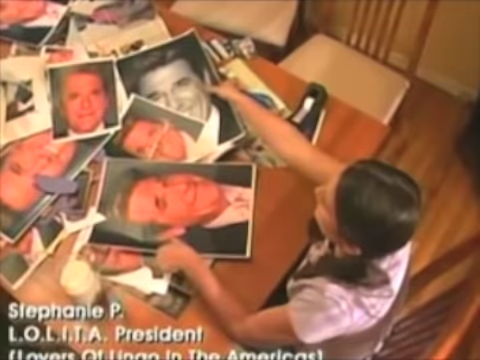 Stephanie P.
L.O.L.I.T.A. President
(Lovers Of Lingo In The Americas)